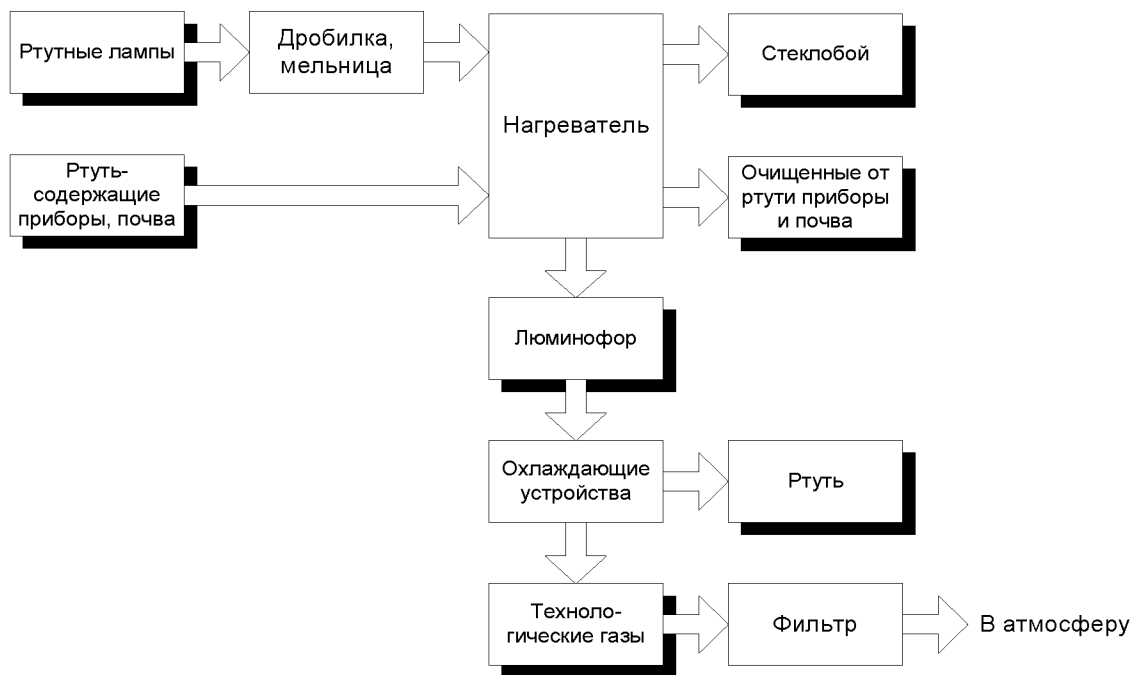 Ртутные лампы
Дробилка,
мельница
Нагреватель
Стеклобой
Ртуть-
содержащие
приборы, почва
Очищенные от
ртути приборы
и почва
Люминофор
Охлаждающие
устройства
Ртуть
Техноло-
гические газы
Фильтр
В атмосферу